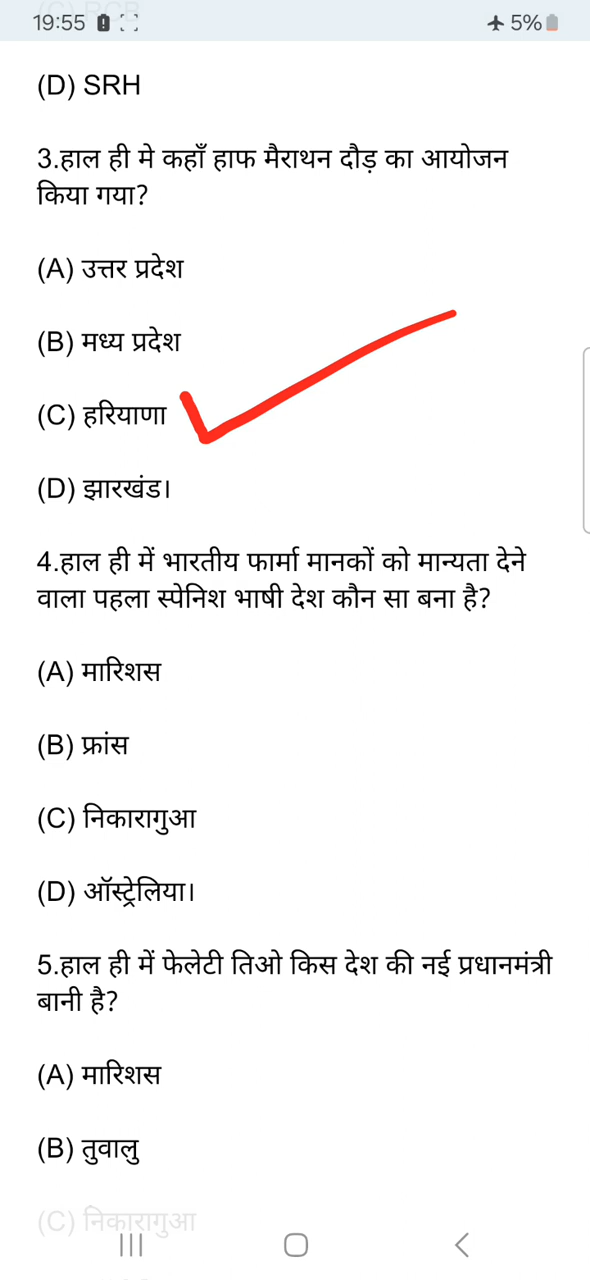 19:55
5%
(D) SRH
3.हाल ही मे कहाँ हाफ मैराथन दौड़ का आयोजन
किया गया?
(A) उत्तर प्रदेश
(B) मध्य प्रदेश
(C) हरियाणा
(D) झारखंड।
4.हाल ही में भारतीय फार्मा मानकों को मान्यता देने
वाला पहला स्पेनिश भाषी देश कौन सा बना है?
(A) मारिशस
(B) फ्रांस
(C) निकारागुआ
(D) ऑस्ट्रेलिया।
5.हाल ही में फेलेटी तिओ किस देश की नई प्रधानमंत्री
बानी है?
(A) मारिशस
(B) तुवालु
(C) निकारागुआ